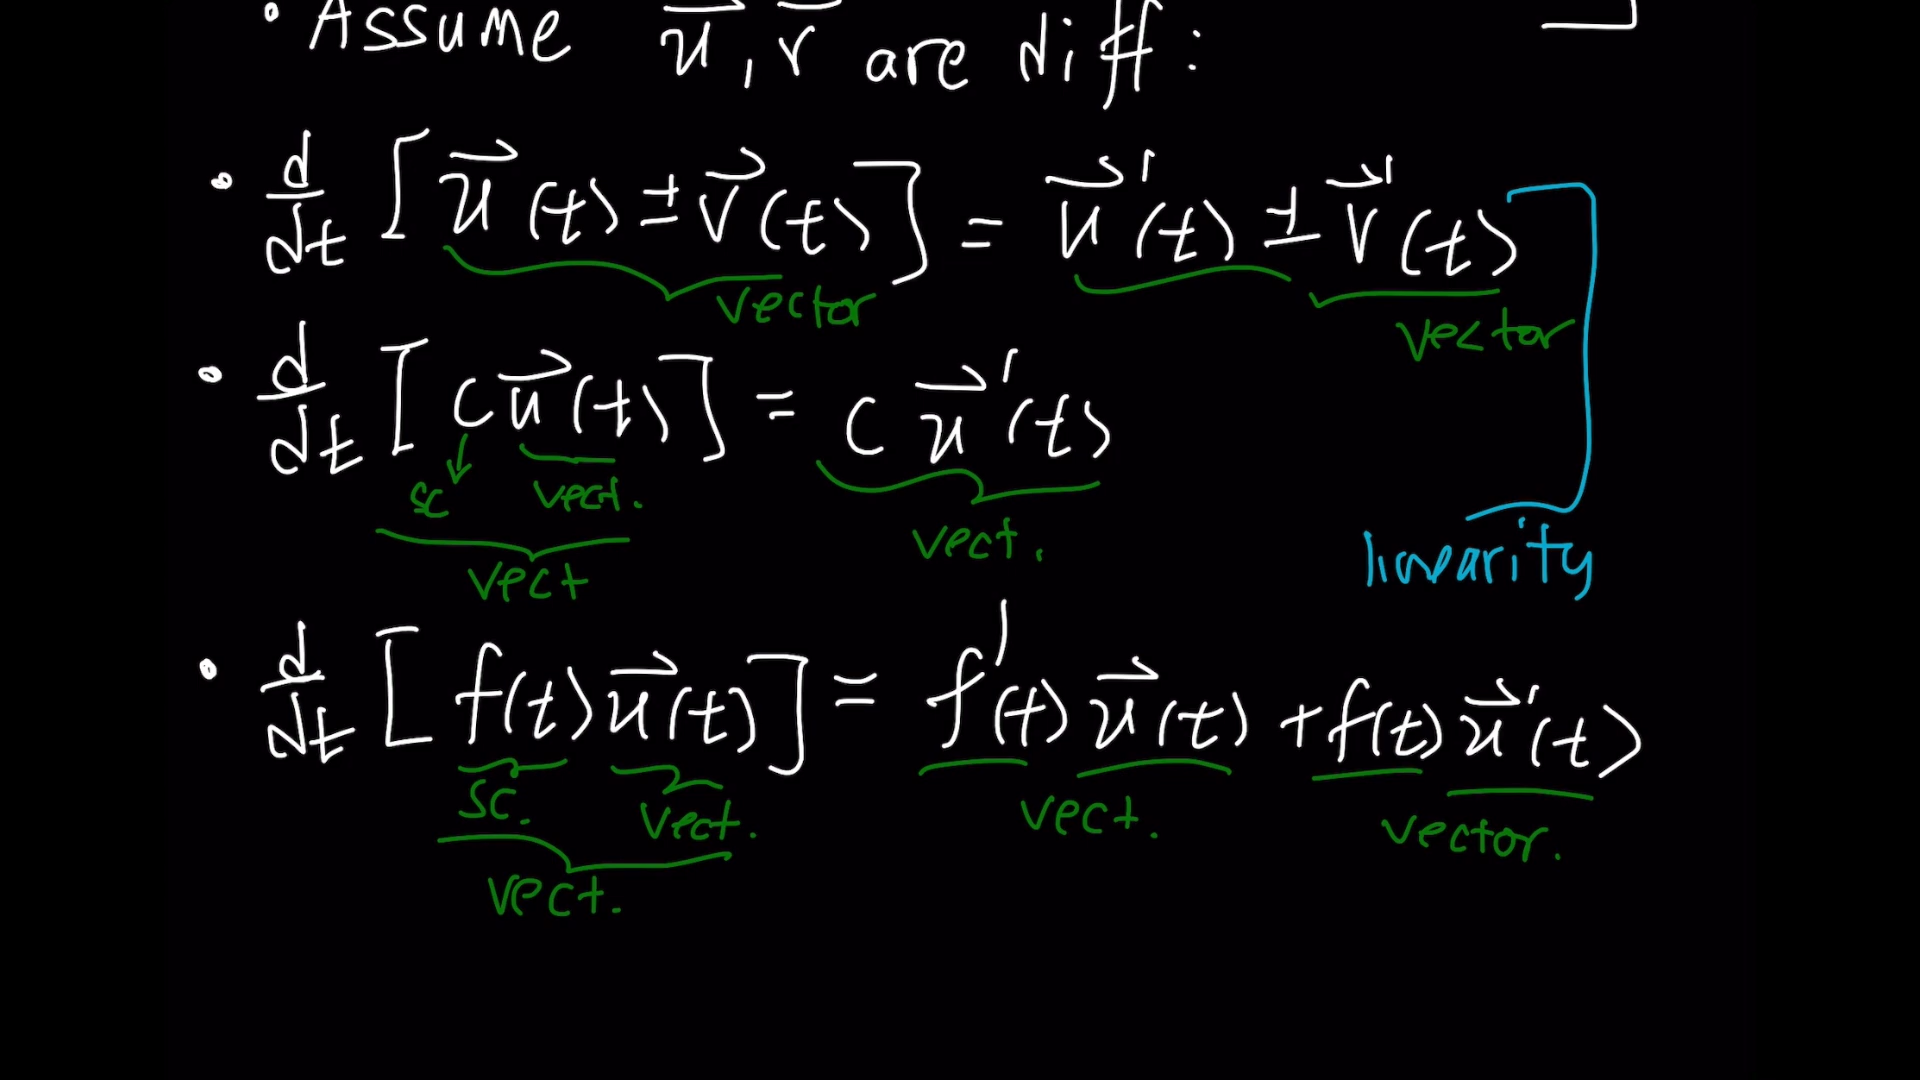 • Assume u⃗, v⃗ are diff:
• d/dt [u⃗(t) ± v⃗(t)] = u⃗'(t) ± v⃗'(t)
vector
vector
• d/dt [c u⃗(t)] = c u⃗'(t)
sc vect.
vect
vect.
linearity
• d/dt [f(t) u⃗(t)] = f'(t) u⃗(t) + f(t) u⃗'(t)
sc. vect. vect. vector.
vect.